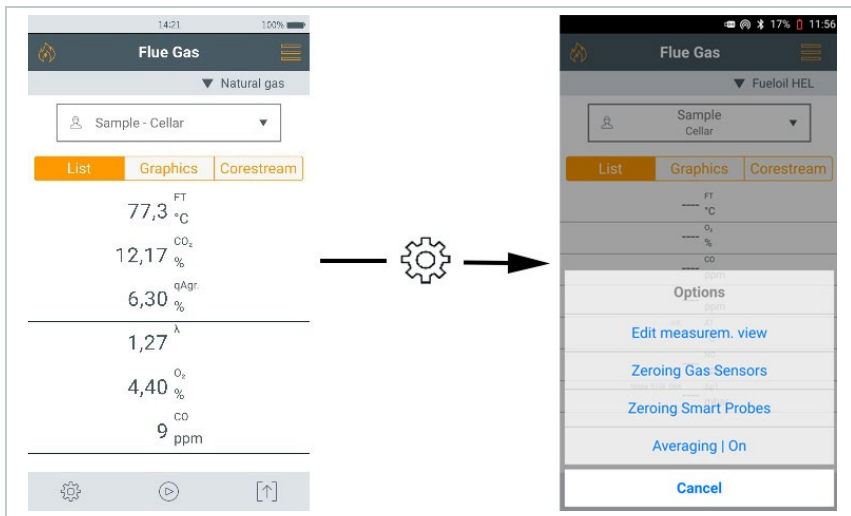 14:21 100%
Flue Gas
Natural gas
Sample - Cellar
List Graphics Corestream
77,3 FT °C
12,17 CO₂ %
6,30 qAgr. %
1,27 λ
4,40 O₂ %
9 CO ppm
17% 11:56
Flue Gas
Fueloil HEL
Sample
Cellar
List Graphics Corestream
---- FT °C
---- O₂ %
---- CO ppm
Options
ppm
Edit measurem. view
Zeroing Gas Sensors
Zeroing Smart Probes
Averaging | On
Cancel